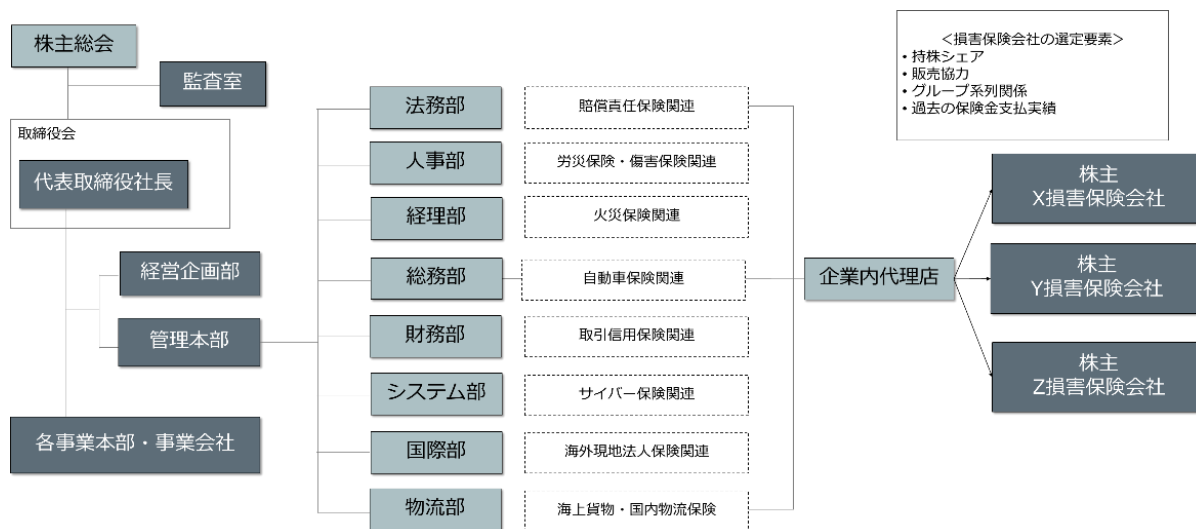 株主総会
監査室
取締役会
代表取締役社長
経営企画部
管理本部
各事業本部・事業会社
法務部
賠償責任保険関連
人事部
労災保険・傷害保険関連
経理部
火災保険関連
総務部
自動車保険関連
財務部
取引信用保険関連
システム部
サイバー保険関連
国際部
海外現地法人保険関連
物流部
海上貨物・国内物流保険
企業内代理店
＜損害保険会社の選定要素＞
・持株シェア
・販売協力
・グループ系列関係
・過去の保険金支払実績
株主
X損害保険会社
株主
Y損害保険会社
株主
Z損害保険会社